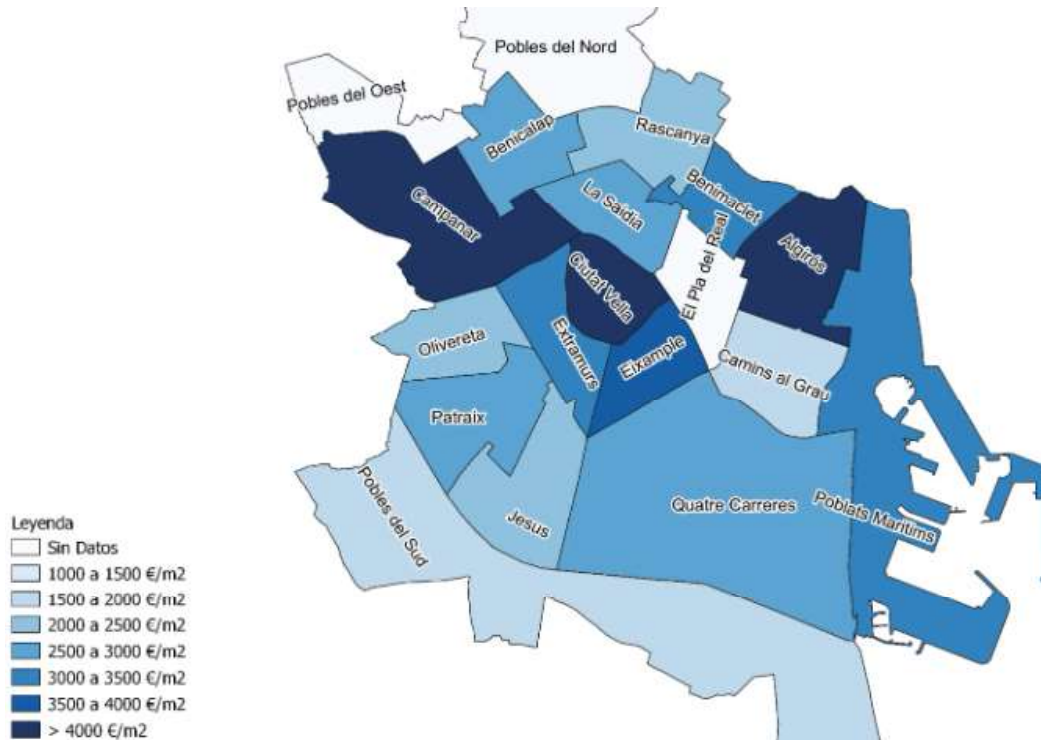 Pobles del Nord
Pobles del Oest
Benicalap
Rascanya
Benimaclet
Campanar
La Saïdia
El Pla del Real
Algirós
Ciutat Vella
Olivereta
Extramurs
Eixample
Camins al Grau
Patraix
Pobles del Sud
Jesus
Quatre Carreres
Poblats Maritims
Leyenda
Sin Datos
1000 a 1500 €/m2
1500 a 2000 €/m2
2000 a 2500 €/m2
2500 a 3000 €/m2
3000 a 3500 €/m2
3500 a 4000 €/m2
> 4000 €/m2